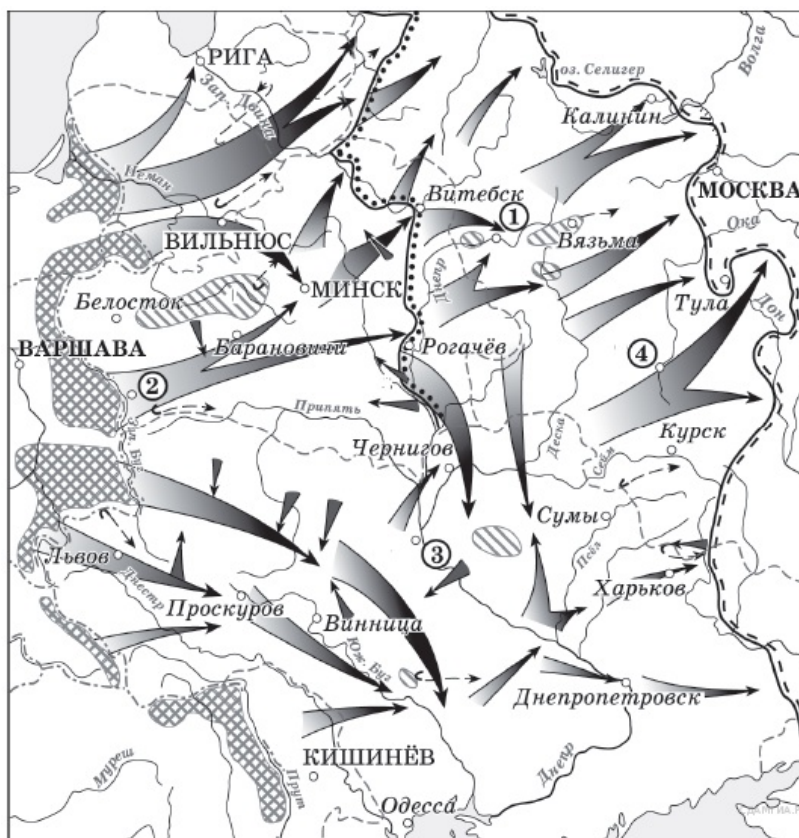 РИГА
Зап. Двина
оз. Селигер
Волга
Калинин
Неман
Витебск
МОСКВА
1
Ока
ВИЛЬНЮС
Вязьма
Днепр
МИНСК
Белосток
Тула
Дон
ВАРШАВА
Барановичи
Рогачёв
4
2
Припять
Зап. Буг
Десна
Курск
Чернигов
Сейм
Сумы
3
Псёл
Львов
Днестр
Харьков
Проскуров
Винница
Юж. Буг
Днепропетровск
КИШИНЁВ
Муреш
Прут
Днепр
Одесса